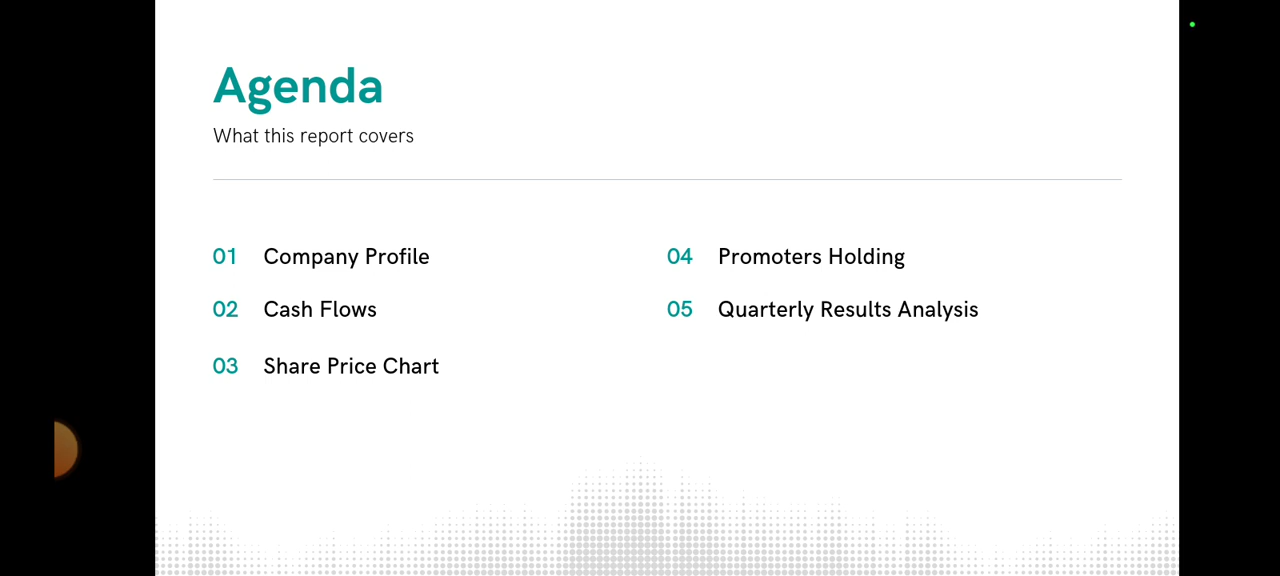 Agenda
What this report covers
01 Company Profile
02 Cash Flows
03 Share Price Chart
04 Promoters Holding
05 Quarterly Results Analysis